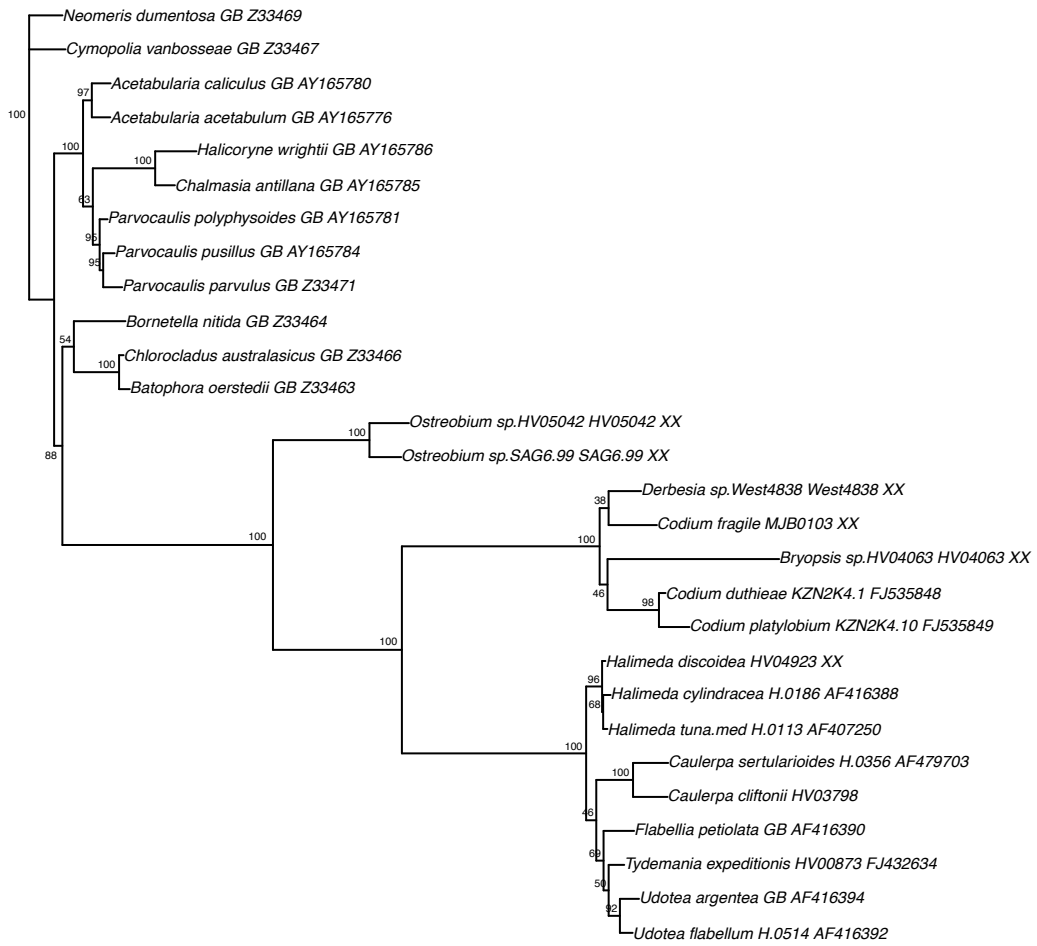 Neomeris dumentosa GB Z33469
Cymopolia vanbosseae GB Z33467
Acetabularia caliculus GB AY165780
97
100
Acetabularia acetabulum GB AY165776
100
Halicoryne wrightii GB AY165786
100
Chalmasia antillana GB AY165785
63
Parvocaulis polyphysoides GB AY165781
95
Parvocaulis pusillus GB AY165784
95
Parvocaulis parvulus GB Z33471
Bornetella nitida GB Z33464
54
Chlorocladus australasicus GB Z33466
100
Batophora oerstedii GB Z33463
Ostreobium sp.HV05042 HV05042 XX
100
88
Ostreobium sp.SAG6.99 SAG6.99 XX
Derbesia sp.West4838 West4838 XX
38
Codium fragile MJB0103 XX
100
100
Bryopsis sp.HV04063 HV04063 XX
46
Codium duthieae KZN2K4.1 FJ535848
98
Codium platylobium KZN2K4.10 FJ535849
100
Halimeda discoidea HV04923 XX
96
Halimeda cylindracea H.0186 AF416388
68
Halimeda tuna.med H.0113 AF407250
100
Caulerpa sertularioides H.0356 AF479703
100
Caulerpa cliftonii HV03798
46
Flabellia petiolata GB AF416390
69
Tydemania expeditionis HV00873 FJ432634
50
Udotea argentea GB AF416394
92
Udotea flabellum H.0514 AF416392